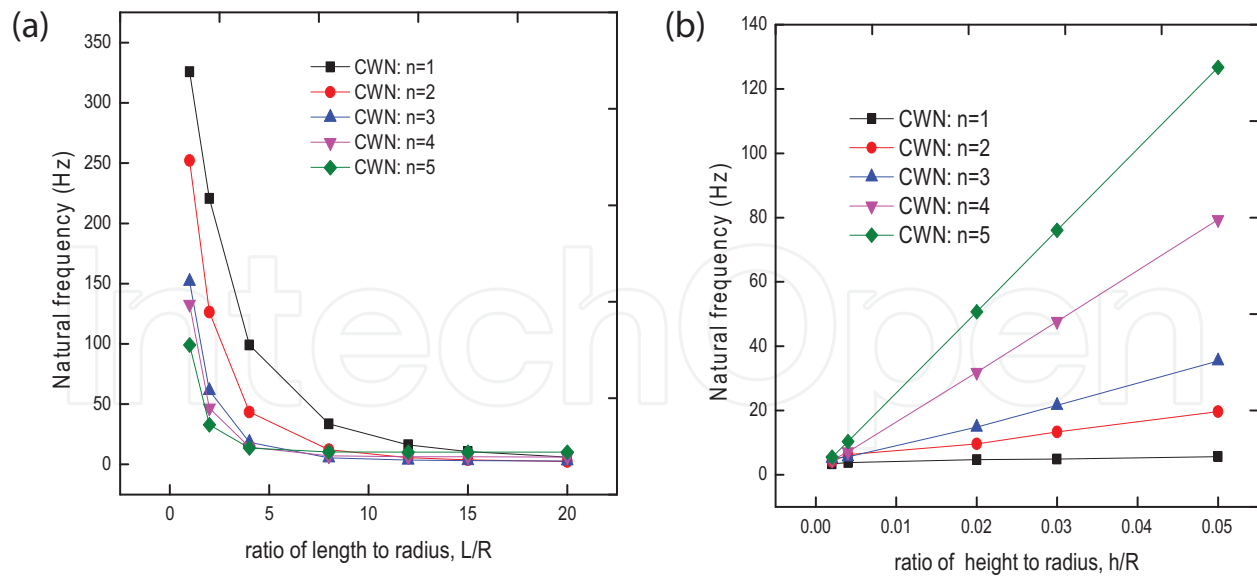 (a)
350
300
250
200
150
100
50
0
Natural frequency (Hz)
CWN: n=1
CWN: n=2
CWN: n=3
CWN: n=4
CWN: n=5
0 5 10 15 20
ratio of length to radius, L/R
(b)
140
120
100
80
60
40
20
0
-10
Natural frequency (Hz)
CWN: n=1
CWN: n=2
CWN: n=3
CWN: n=4
CWN: n=5
0.00 0.01 0.02 0.03 0.04 0.05
ratio of height to radius, h/R
IntechOpen